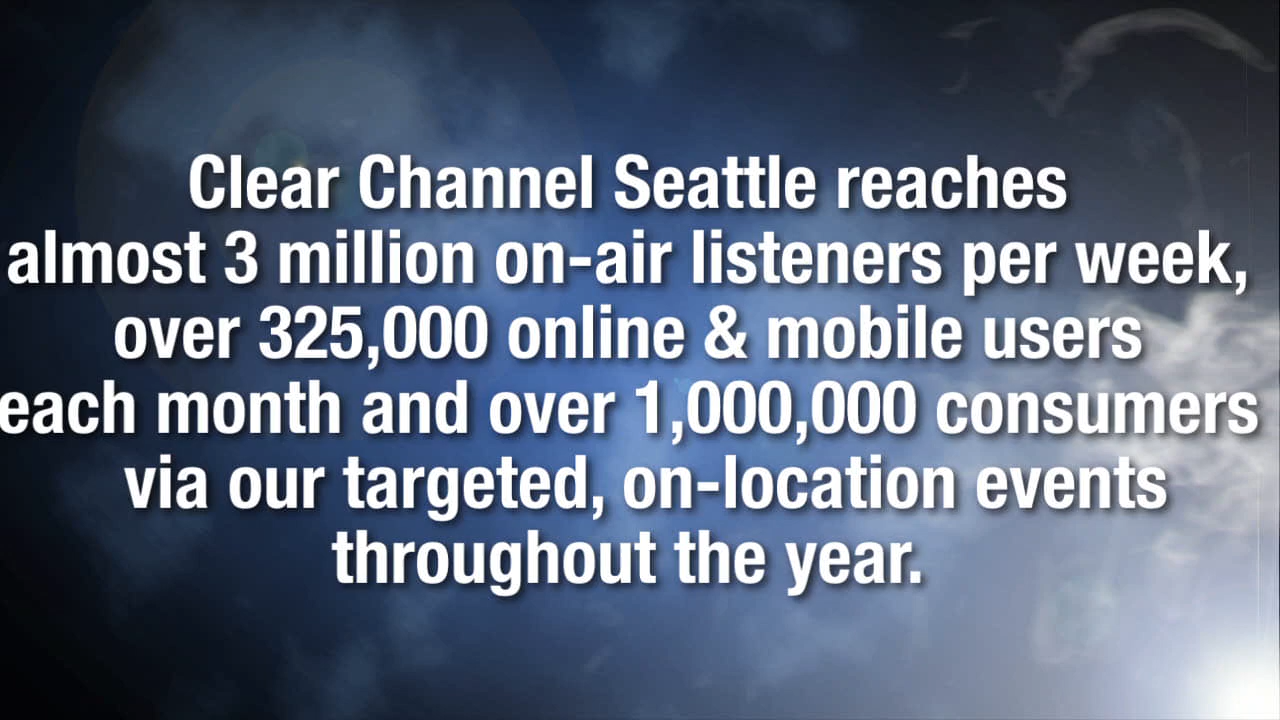 Clear Channel Seattle reaches
almost 3 million on-air listeners per week,
over 325,000 online & mobile users
each month and over 1,000,000 consumers
via our targeted, on-location events
throughout the year.